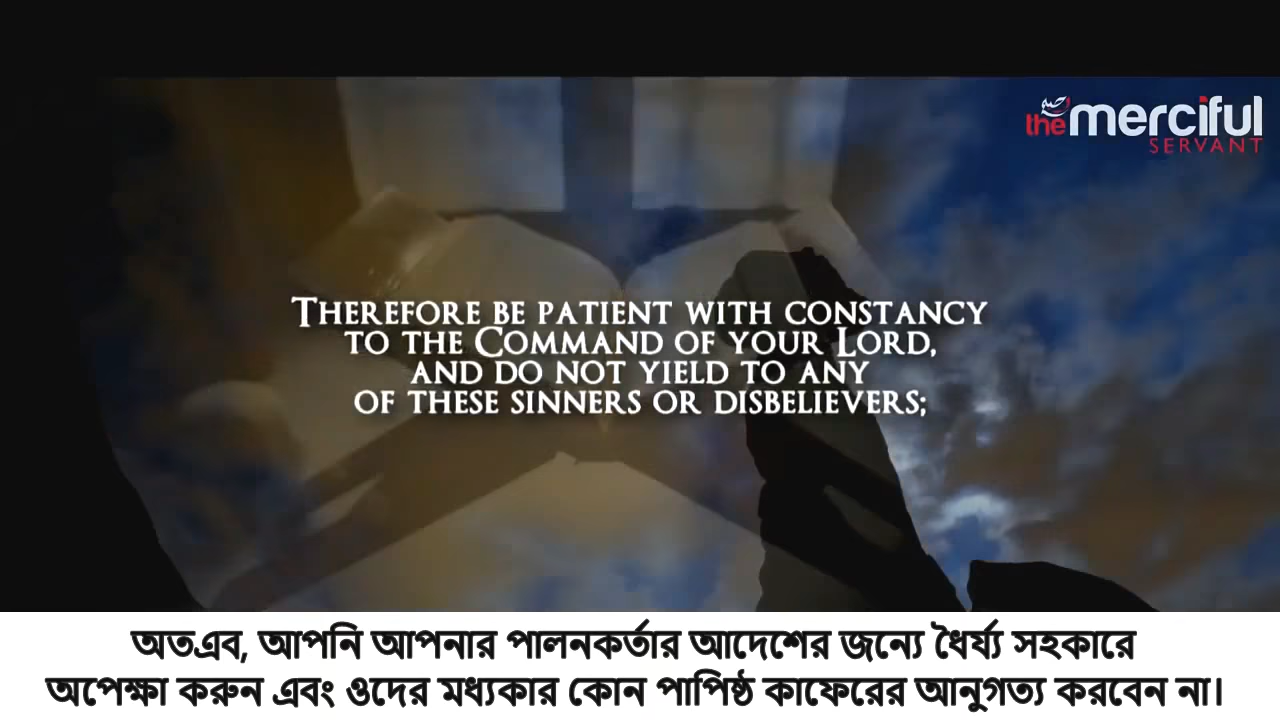 the merciful
SERVANT
THEREFORE BE PATIENT WITH CONSTANCY
TO THE COMMAND OF YOUR LORD,
AND DO NOT YIELD TO ANY
OF THESE SINNERS OR DISBELIEVERS;
অতএব, আপনি আপনার পালনকর্তার আদেশের জন্যে ধৈর্য্য সহকারে
অপেক্ষা করুন এবং ওদের মধ্যকার কোন পাপিষ্ঠ কাফেরের আনুগত্য করবেন না।